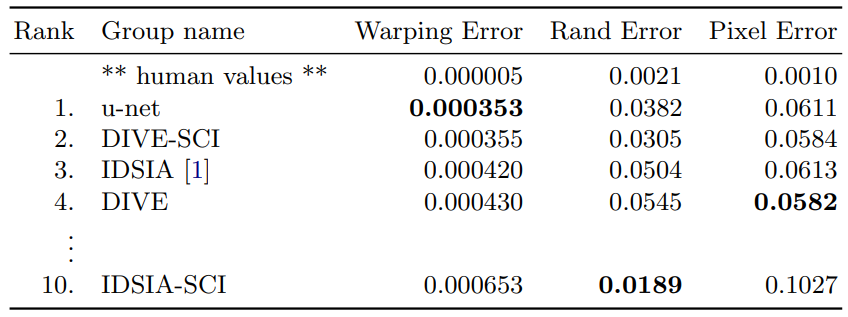 Rank Group name Warping Error Rand Error Pixel Error
** human values ** 0.000005 0.0021 0.0010
1. u-net 0.000353 0.0382 0.0611
2. DIVE-SCI 0.000355 0.0305 0.0584
3. IDSIA [1] 0.000420 0.0504 0.0613
4. DIVE 0.000430 0.0545 0.0582
⋮
10. IDSIA-SCI 0.000653 0.0189 0.1027